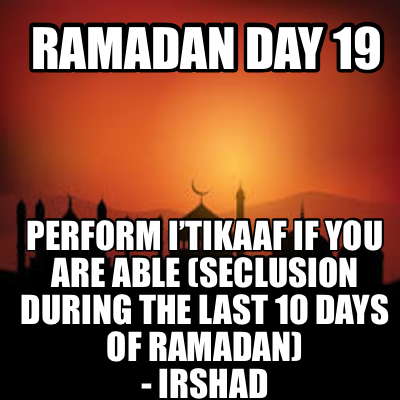 RAMADAN DAY 19
PERFORM I'TIKAAF IF YOU
ARE ABLE (SECLUSION
DURING THE LAST 10 DAYS
OF RAMADAN)
- IRSHAD